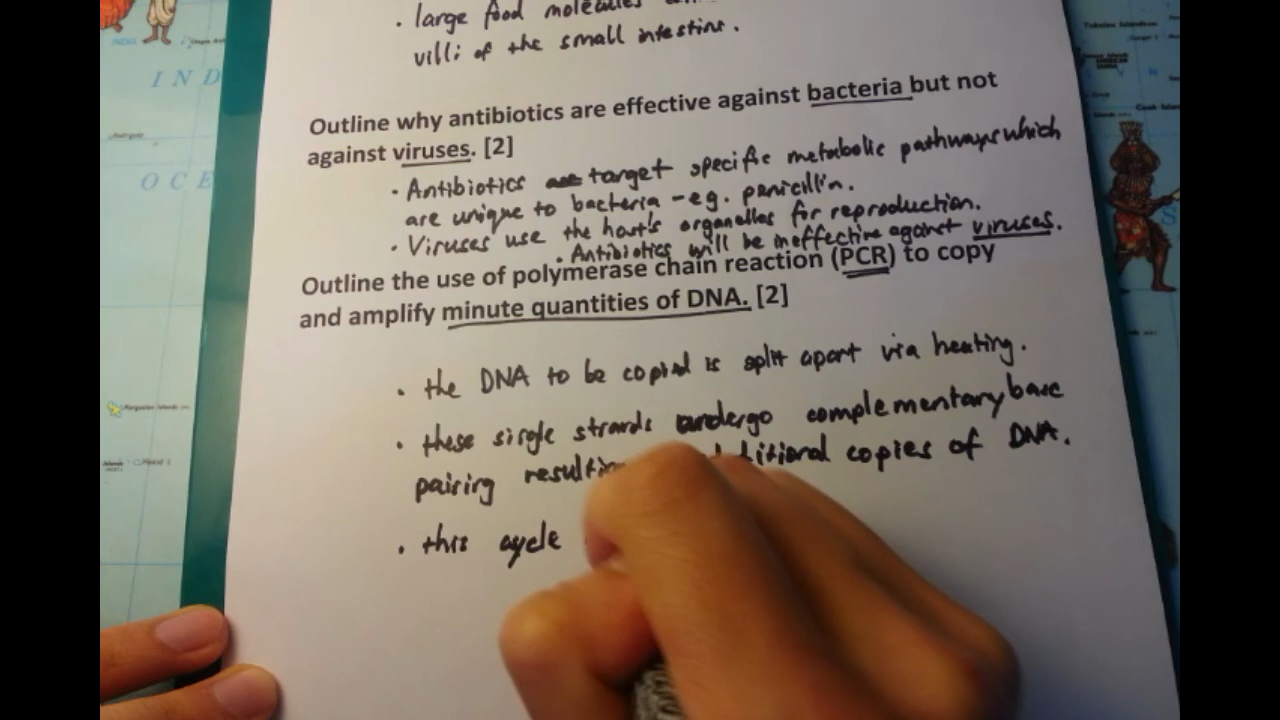 • large food molecules
villi of the small intestine.
Outline why antibiotics are effective against bacteria but not
against viruses. [2]
• Antibiotics target specific metabolic pathways which
are unique to bacteria - eg. penicillin.
• Viruses use the host's organelles for reproduction.
• Antibiotics will be ineffective against viruses.
Outline the use of polymerase chain reaction (PCR) to copy
and amplify minute quantities of DNA. [2]
• the DNA to be copied is split apart via heating.
• these single strands undergo complementary base
pairing copies of DNA.
• this cycle
IND
OCE